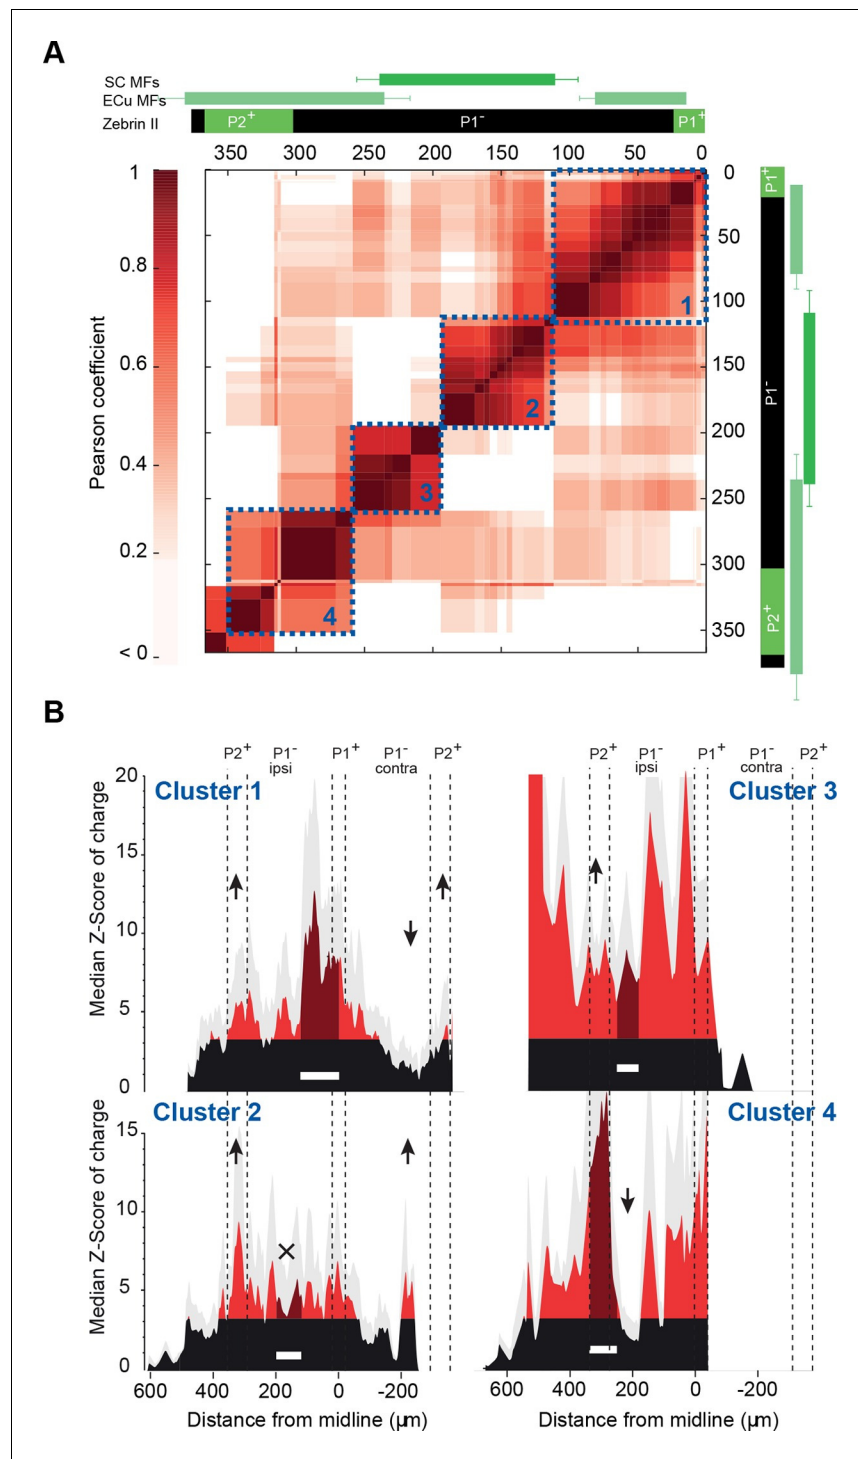 A
SC MFs
ECu MFs
Zebrin II
P2+ P1- P1+
350 300 250 200 150 100 50 0
1
0.8
0.6
0.4
0.2
< 0
Pearson coefficient
1
2
3
4
0
50
100
150
200
250
300
350
P1+
P1-
P2+
B
P2+ P1- P1+ P1- P2+
ipsi contra
P2+ P1- P1+ P1- P2+
ipsi contra
Cluster 1
Cluster 3
Median Z-Score of charge
20
15
10
5
0
Cluster 2
Cluster 4
Median Z-Score of charge
15
10
5
0
600 400 200 0 -200
600 400 200 0 -200
Distance from midline (µm)
Distance from midline (µm)